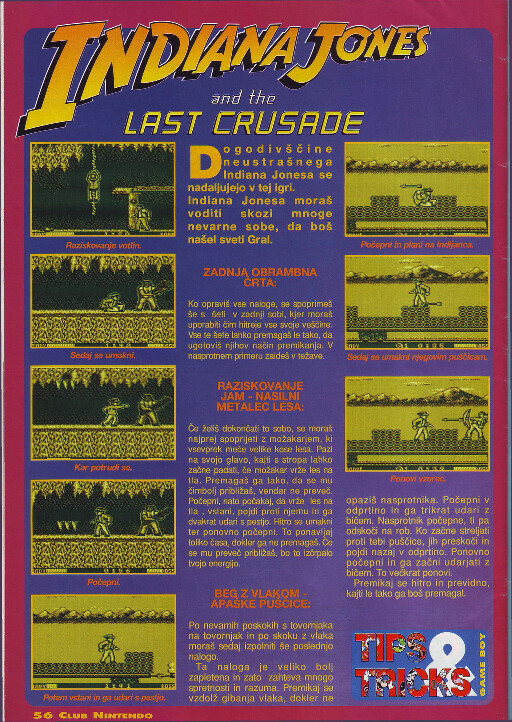 INDIANA JONES
and the
LAST CRUSADE
Dogodivščine
neustrašnega
Indiana Jonesa se
nadaljujejo v tej igri.
Indiana Jonesa moraš
voditi skozi mnoge
nevarne sobe, da boš
našel sveti Gral.
ZADNJA OBRAMBNA
ČRTA:
Ko opraviš vse naloge, se spoprimeš
še s šefi v zadnji sobi, kjer moraš
uporabiti čim hitreje vse svoje veščine.
Vse te šefe lahko premagaš le tako, da
ugotoviš njihov način premikanja. V
nasprotnem primeru zaideš v težave.
RAZISKOVANJE
JAM - NASILNI
METALEC LESA:
Če želiš dokončati to sobo, se moraš
najprej spoprijeti z možakarjem, ki
vsevprek meče velike kose lesa. Pazi
na svojo glavo, kajti s stropa lahko
začne padati, če možakar vrže les na
tla. Premagaš ga tako, da se mu
čimbolj približaš, vendar ne preveč.
Počepni, nato počakaj, da vrže les na
tla, vstani, pojdi proti njemu in ga
dvakrat udari s pestjo. Hitro se umakni
ter ponovno počepni. To ponavljaj
toliko časa, dokler ga ne premagaš. Če
se mu preveč približaš, bo to izčrpalo
tvojo energijo.
BEG Z VLAKOM -
APAŠKE PUŠČICE:
Po nevarnih poskokih s tovornjaka
na tovornjak in po skoku z vlaka
moraš sedaj izpolniti še poslednjo
nalogo.
Ta naloga je veliko bolj
zapletena in zato zahteva mnogo
spretnosti in razuma. Premikaj se
vzdolž gibanja vlaka, dokler ne
opaziš nasprotnika. Počepni v
odprtino in ga trikrat udari z
bičem. Nasprotnik počepne, ti pa
odskoči na rob. Ko začne streljati
proti tebi puščice, jih preskoči in
pojdi nazaj v odprtino. Ponovno
počepni in ga začni udarjati z
bičem. To večkrat ponovi.
Premikaj se hitro in previdno,
kajti le tako ga boš premagal.
Raziskovanje votlin.
Sedaj se umakni.
Kar potrudi se.
Počepni.
Potem vstani in ga udari s pestjo.
Počepni in plani na Indijanca.
Sedaj se umakni njegovim puščicam.
Ponovi vzorec.
TIPS
&
TRICKS
GAME BOY
56 CLUB NINTENDO